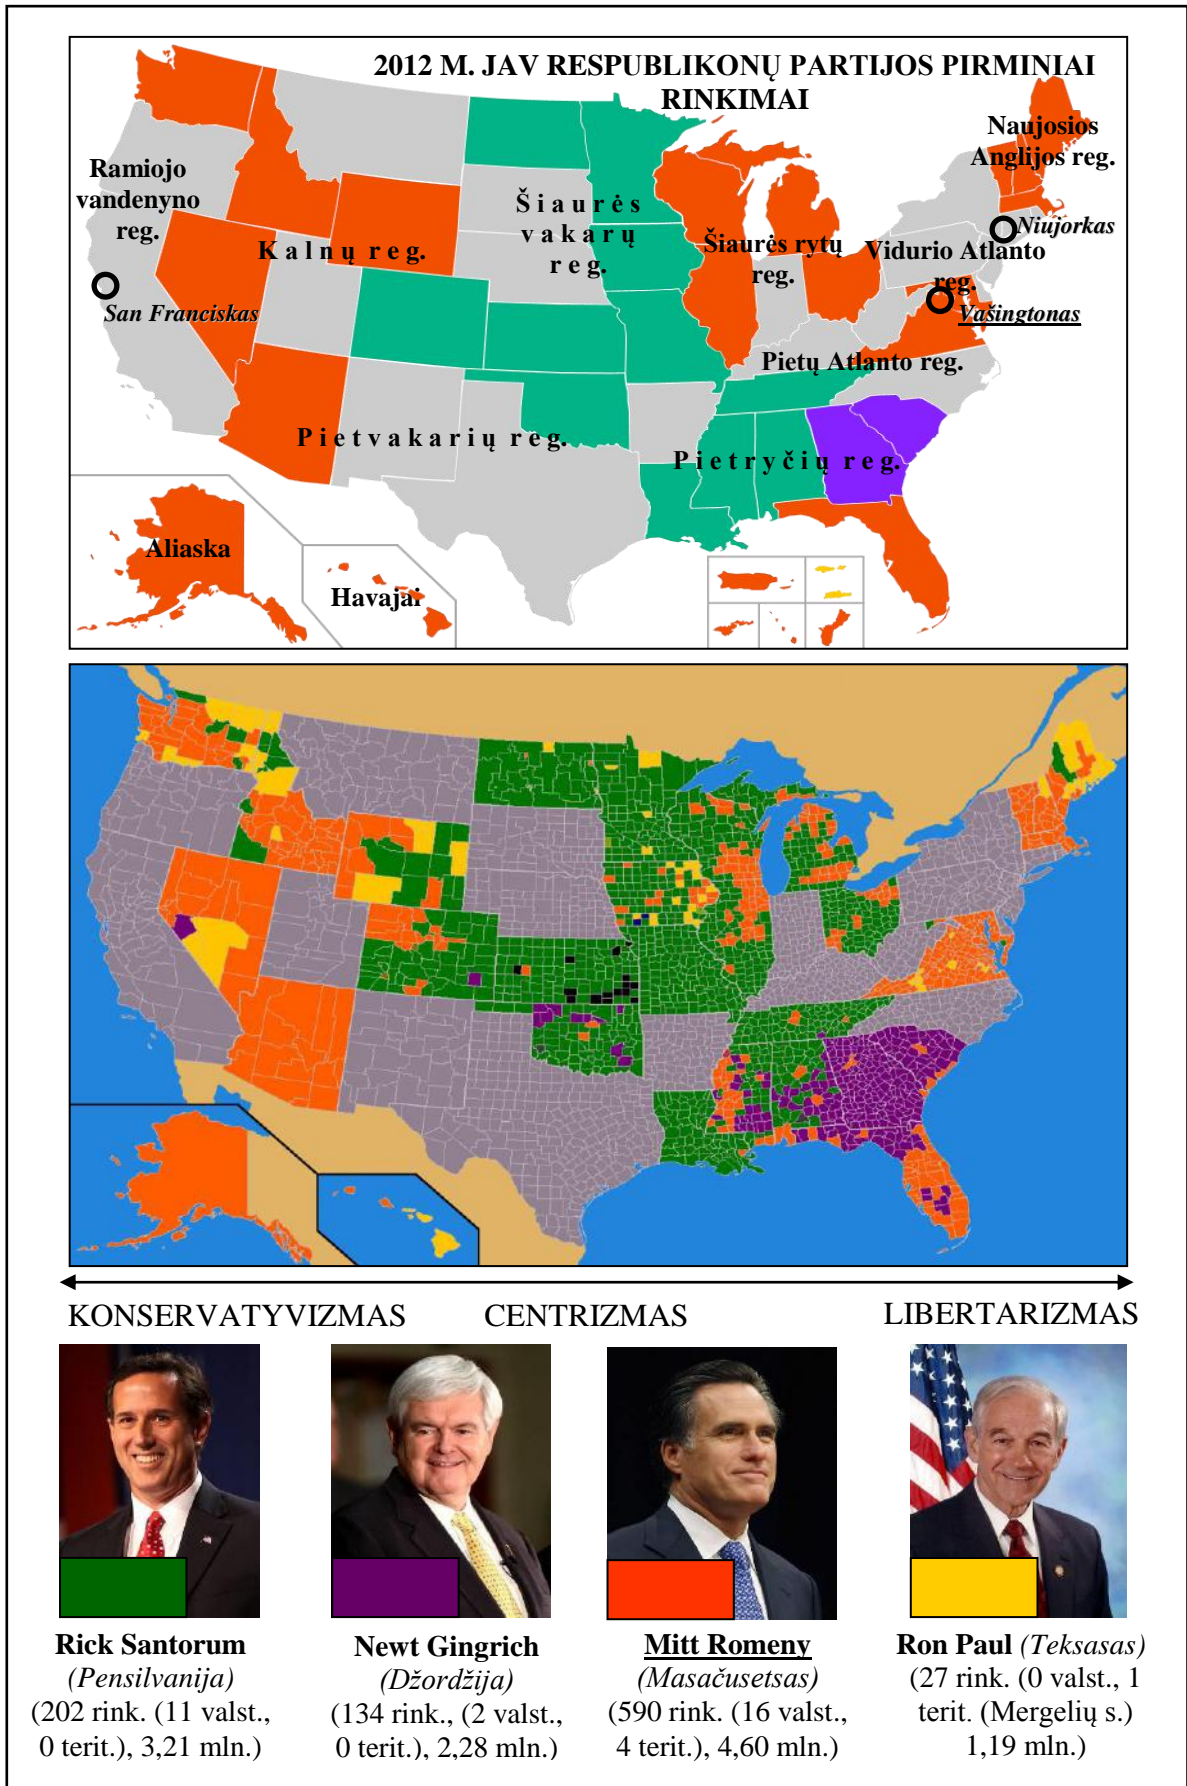 2012 M. JAV RESPUBLIKONŲ PARTIJOS PIRMINIAI
RINKIMAI
Naujosios
Anglijos reg.
Ramiojo
vandenyno
reg.
Šiaurės
vakarų
reg.
Kalnų reg.
Šiaurės rytų
reg.
Niujorkas
Vidurio Atlanto
reg.
San Franciskas
Vašingtonas
Pietų Atlanto reg.
Pietvakarių reg.
Pietryčių reg.
Aliaska
Havajai
KONSERVATYVIZMAS CENTRIZMAS LIBERTARIZMAS
Rick Santorum
(Pensilvanija)
(202 rink. (11 valst.,
0 terit.), 3,21 mln.)
Newt Gingrich
(Džordžija)
(134 rink., (2 valst.,
0 terit.), 2,28 mln.)
Mitt Romeny
(Masačusetsas)
(590 rink. (16 valst.,
4 terit.), 4,60 mln.)
Ron Paul (Teksasas)
(27 rink. (0 valst., 1
terit. (Mergelių s.)
1,19 mln.)